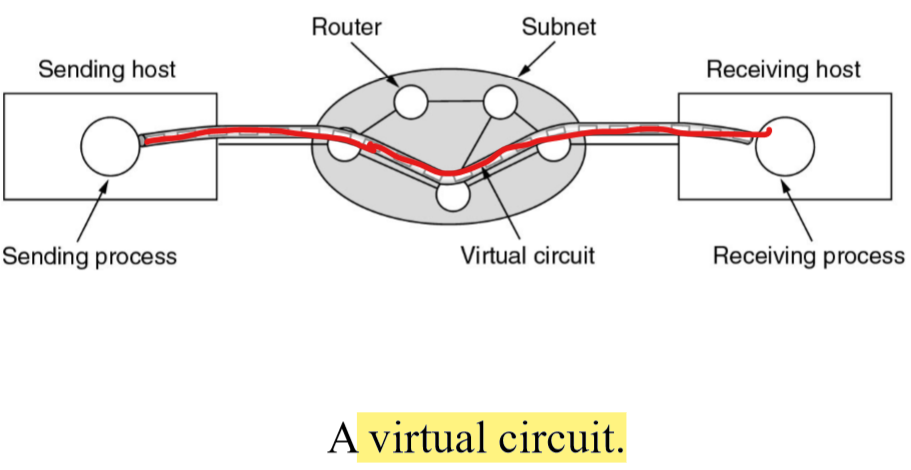 Router
Subnet
Sending host
Receiving host
Sending process
Virtual circuit
Receiving process
A virtual circuit.